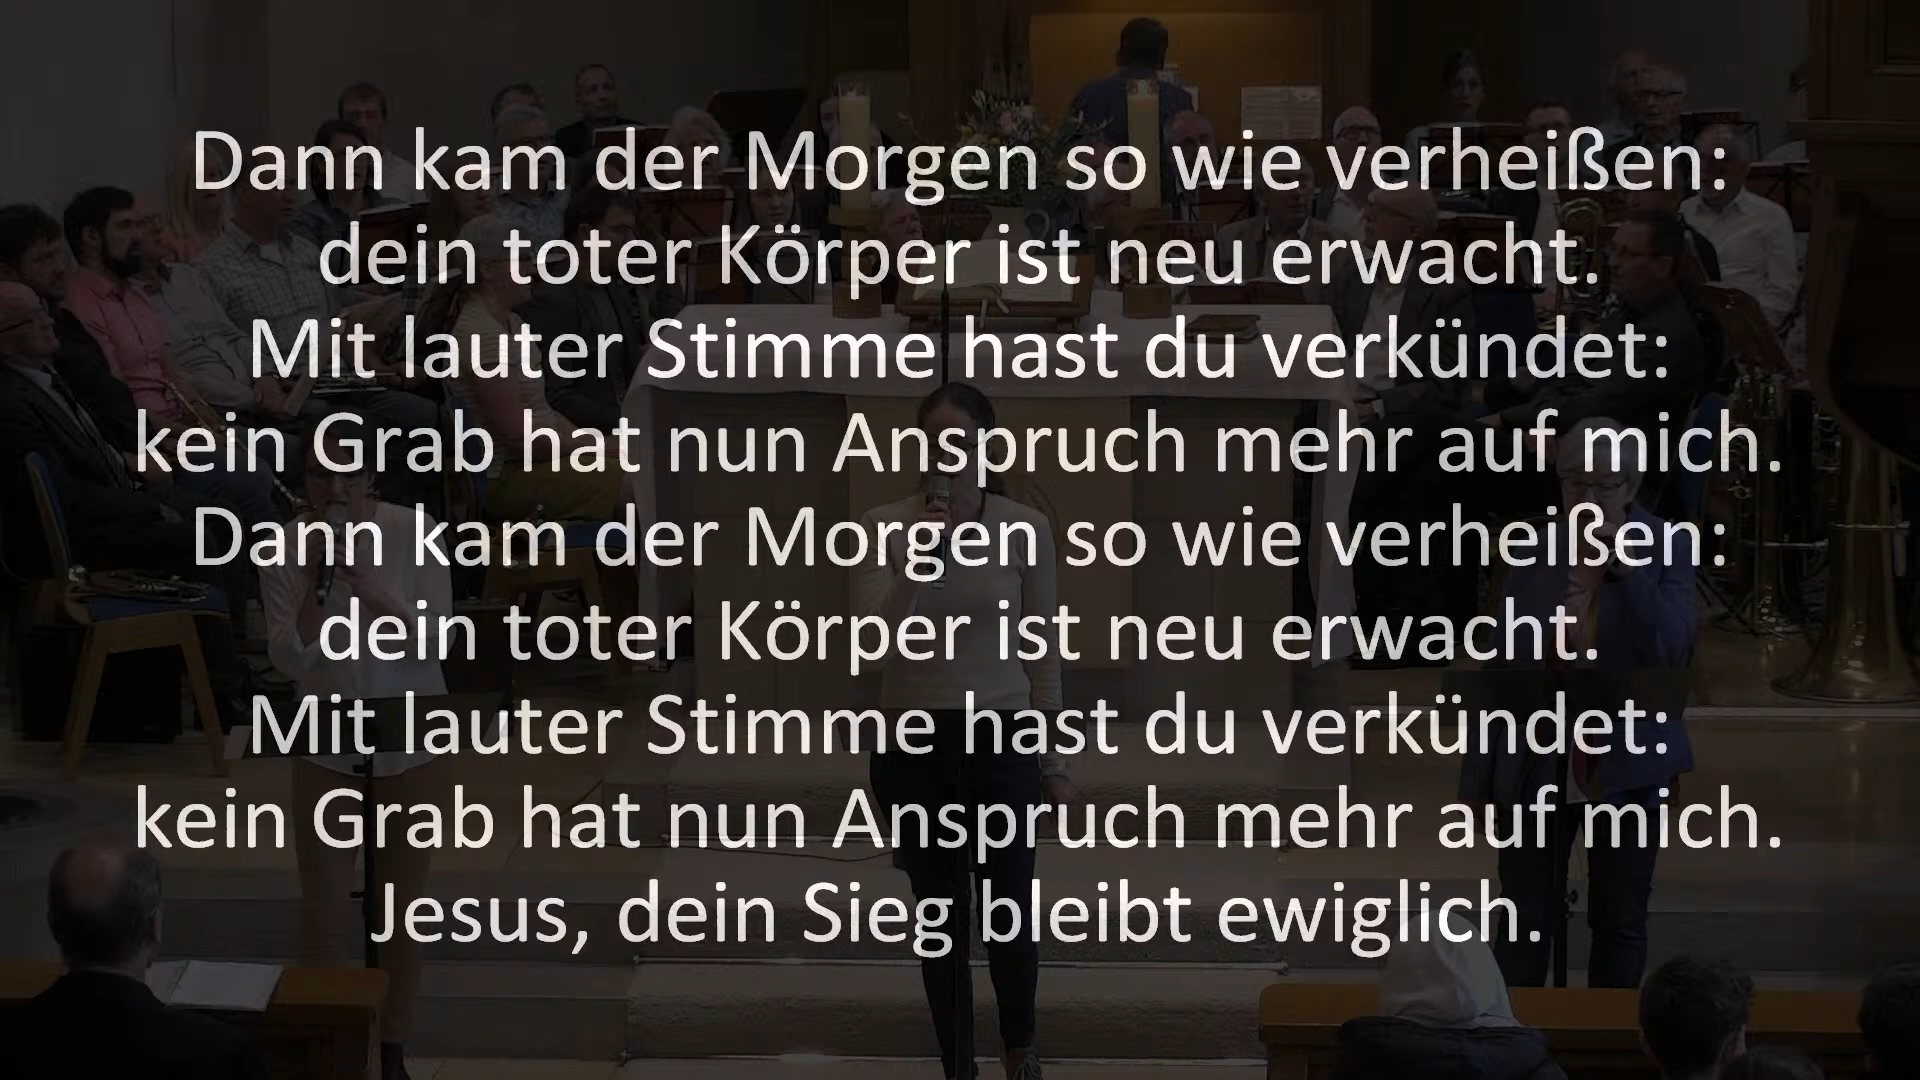 Dann kam der Morgen so wie verheißen:
dein toter Körper ist neu erwacht.
Mit lauter Stimme hast du verkündet:
kein Grab hat nun Anspruch mehr auf mich.
Dann kam der Morgen so wie verheißen:
dein toter Körper ist neu erwacht.
Mit lauter Stimme hast du verkündet:
kein Grab hat nun Anspruch mehr auf mich.
Jesus, dein Sieg bleibt ewiglich.